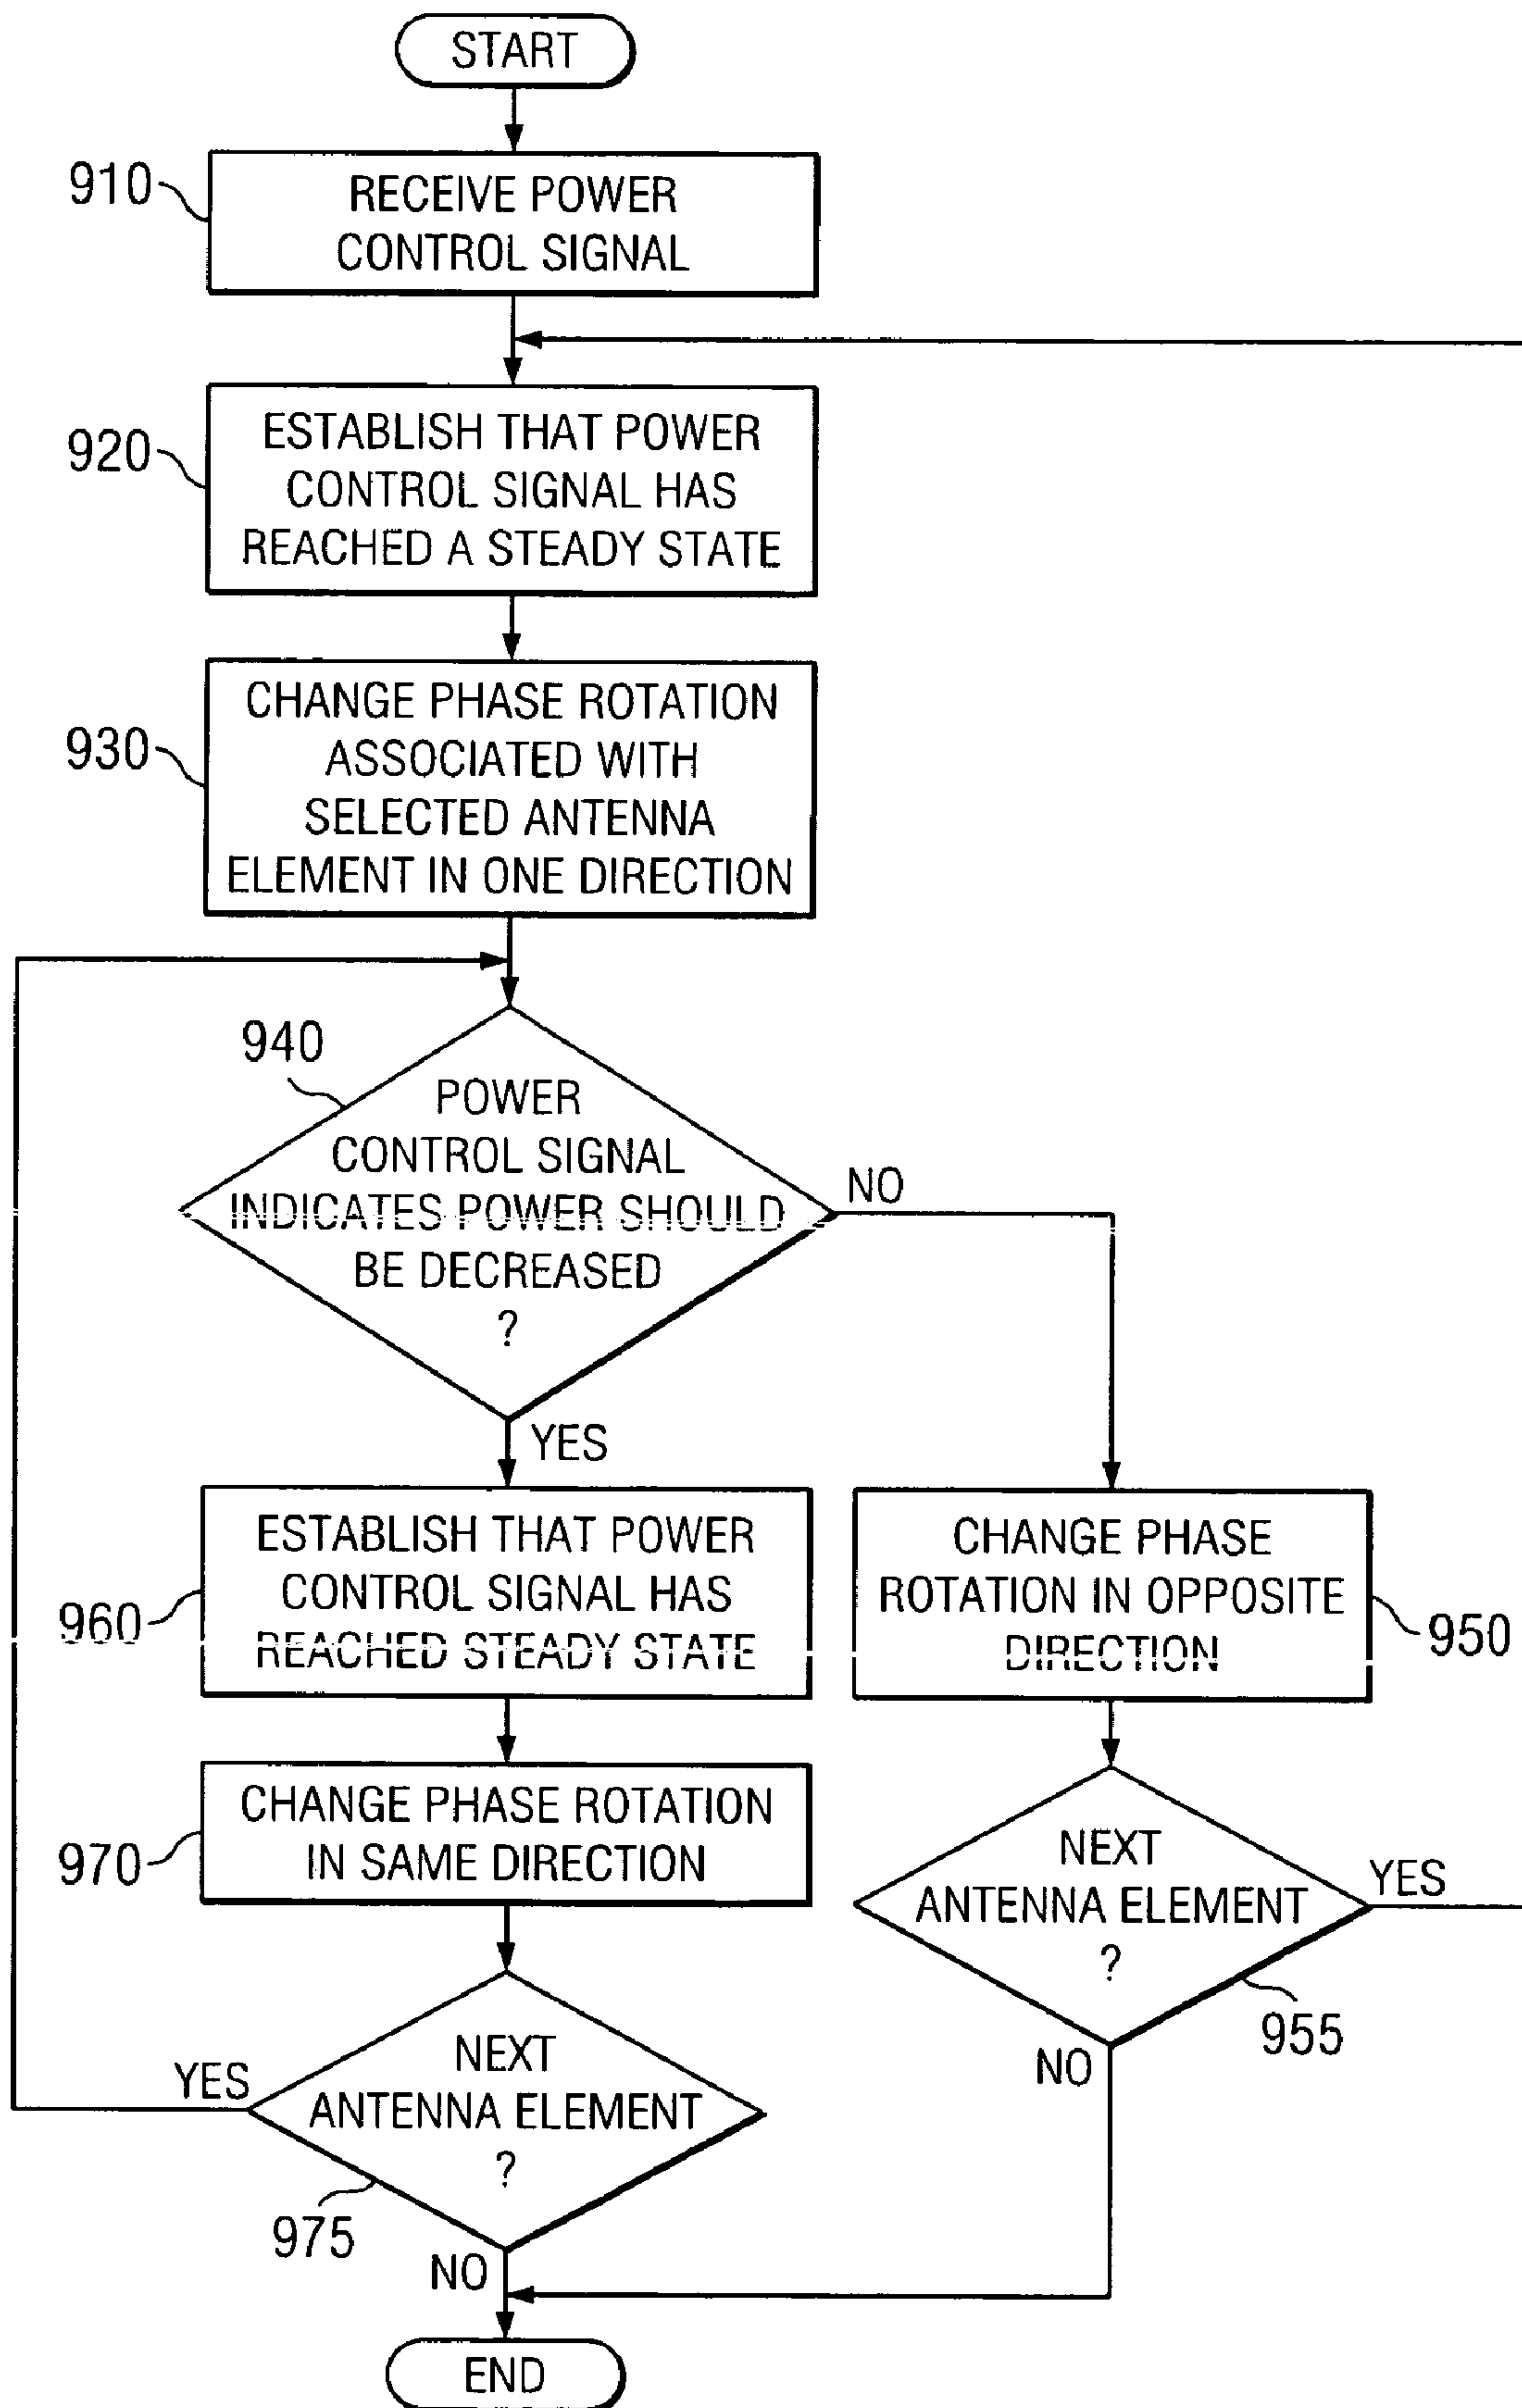 START
910
RECEIVE POWER
CONTROL SIGNAL
920
ESTABLISH THAT POWER
CONTROL SIGNAL HAS
REACHED A STEADY STATE
930
CHANGE PHASE ROTATION
ASSOCIATED WITH
SELECTED ANTENNA
ELEMENT IN ONE DIRECTION
940
POWER
CONTROL SIGNAL
INDICATES POWER SHOULD
BE DECREASED
?
NO
YES
960
ESTABLISH THAT POWER
CONTROL SIGNAL HAS
REACHED STEADY STATE
CHANGE PHASE
ROTATION IN OPPOSITE
DIRECTION
950
970
CHANGE PHASE ROTATION
IN SAME DIRECTION
NEXT
ANTENNA ELEMENT
?
YES
955
NO
NEXT
ANTENNA ELEMENT
?
YES
975
NO
END